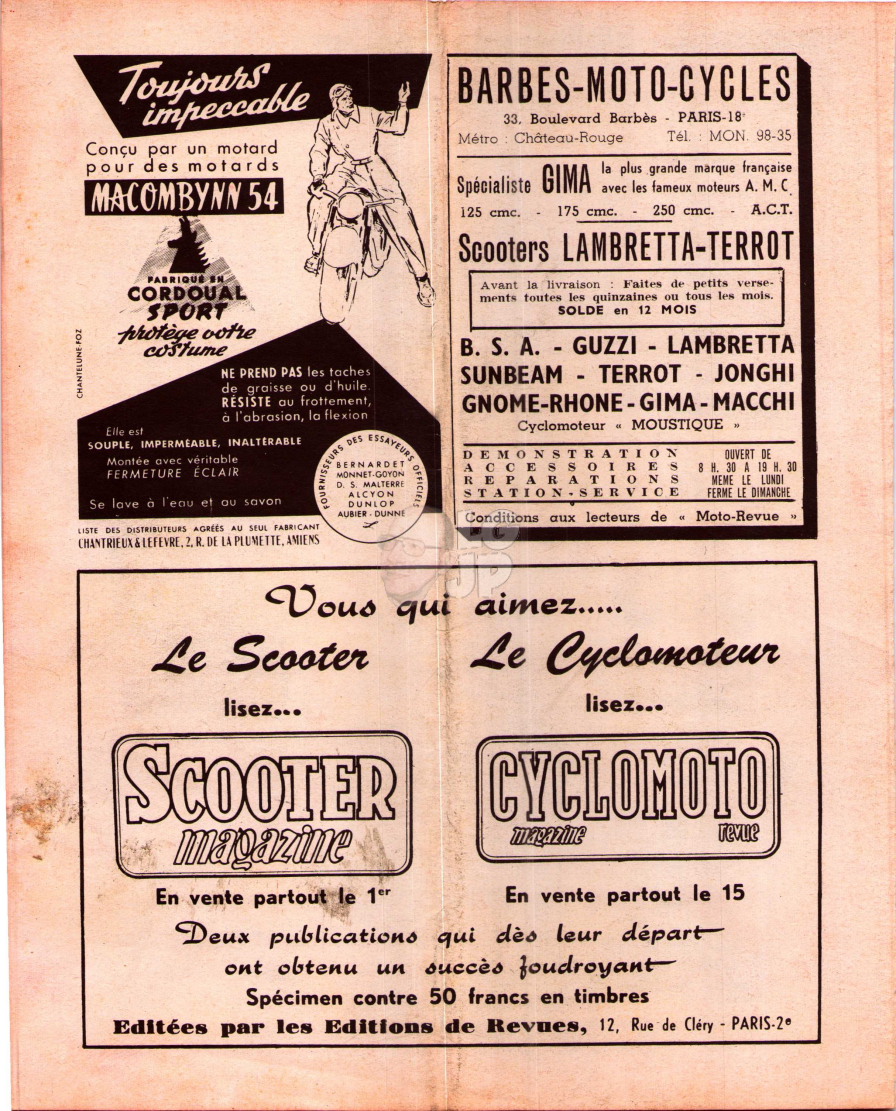 Toujours
impeccable
Conçu par un motard
pour des motards
MACOMBYNN 54
FABRIQUÉ EN
CORDOUAL
SPORT
protège votre
costume
CHANTELUNE-FOZ
NE PREND PAS les taches
de graisse ou d'huile.
RÉSISTE au frottement,
à l'abrasion, la flexion
Elle est
SOUPLE, IMPERMÉABLE, INALTÉRABLE
Montée avec véritable
FERMETURE ÉCLAIR
Se lave à l'eau et au savon
FOURNISSEURS DES ESSAYEURS OFFICIELS
BERNARDET
MONNET-GOYON
D. S. MALTERRE
ALCYON
DUNLOP
AUBIER - DUNNE
LISTE DES DISTRIBUTEURS AGRÉÉS AU SEUL FABRICANT
CHANTRIEUX & LEFEVRE, 2, R. DE LA PLUMETTE, AMIENS
BARBES-MOTO-CYCLES
33, Boulevard Barbès - PARIS-18e
Métro : Château-Rouge Tél. : MON. 98-35
Spécialiste GIMA la plus grande marque française
avec les fameux moteurs A. M. C.
125 cmc. - 175 cmc. - 250 cmc. - A.C.T.
Scooters LAMBRETTA-TERROT
Avant la livraison : Faites de petits verse-
ments toutes les quinzaines ou tous les mois.
SOLDE en 12 MOIS
B. S. A. - GUZZI - LAMBRETTA
SUNBEAM - TERROT - JONGHI
GNOME-RHONE - GIMA - MACCHI
Cyclomoteur « MOUSTIQUE »
DEMONSTRATION
ACCESSOIRES
REPARATIONS
STATION-SERVICE
OUVERT DE
8 H. 30 A 19 H. 30
MEME LE LUNDI
FERME LE DIMANCHE
Conditions aux lecteurs de « Moto-Revue »
JP
Vous qui aimez.....
Le Scooter
lisez...
SCOOTER
magazine
En vente partout le 1er
Le Cyclomoteur
lisez...
CYCLOMOTO
magazine revue
En vente partout le 15
Deux publications qui dès leur départ
ont obtenu un succès foudroyant
Spécimen contre 50 francs en timbres
Editées par les Editions de Revues, 12, Rue de Cléry - PARIS-2e